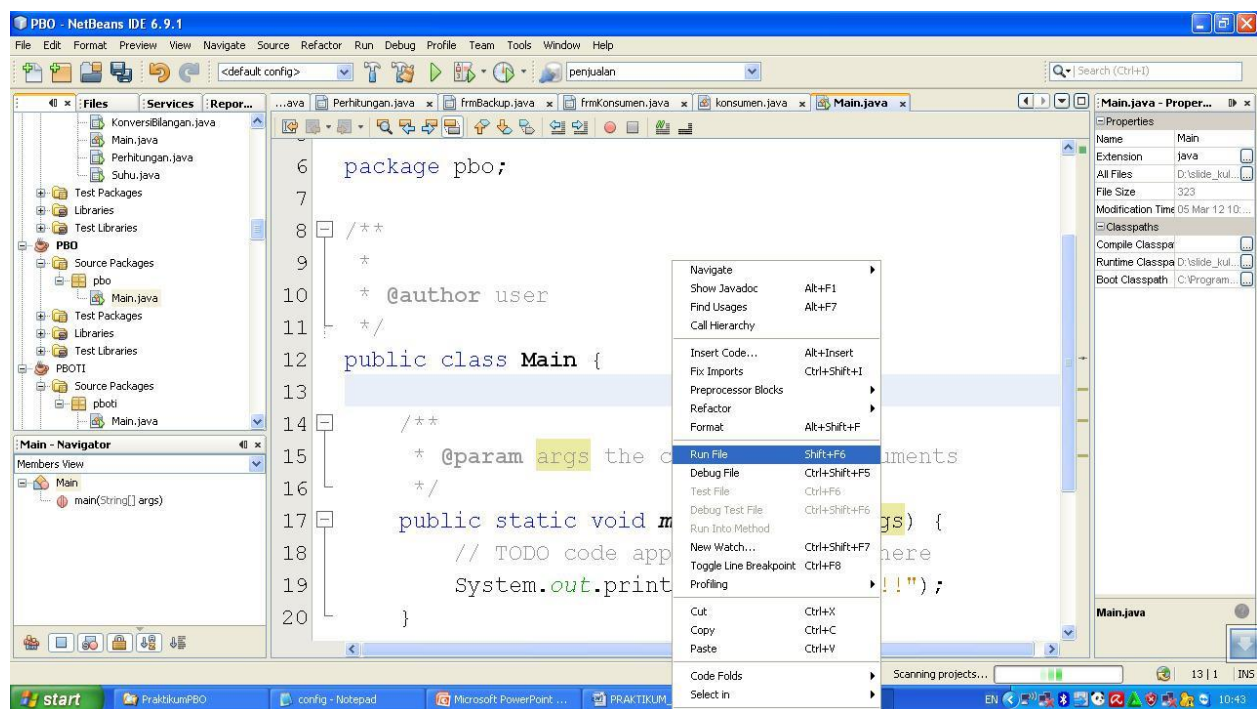 PBO - NetBeans IDE 6.9.1
File Edit Format Preview View Navigate Source Refactor Run Debug Profile Team Tools Window Help
<default config>
penjualan
Search (Ctrl+I)
Files Services Repor...
...ava Perhitungan.java frmBackup.java frmKonsumen.java konsumen.java Main.java
KonversiBilangan.java
Main.java
Perhitungan.java
Suhu.java
Test Packages
Libraries
Test Libraries
PBO
Source Packages
pbo
Main.java
Test Packages
Libraries
Test Libraries
PBOTI
Source Packages
pboti
Main.java
Main - Navigator
Members View
Main
main(String[] args)
6 package pbo;
7
8 /**
9 *
10 * @author user
11 */
12 public class Main {
13
14 /**
15 * @param args the c uments
16 */
17 public static void m gs) {
18 // TODO code app here
19 System.out.print !!");
20 }
Navigate
Show Javadoc Alt+F1
Find Usages Alt+F7
Call Hierarchy
Insert Code... Alt+Insert
Fix Imports Ctrl+Shift+I
Preprocessor Blocks
Refactor
Format Alt+Shift+F
Run File Shift+F6
Debug File Ctrl+Shift+F5
Test File Ctrl+F6
Debug Test File Ctrl+Shift+F6
Run Into Method
New Watch... Ctrl+Shift+F7
Toggle Line Breakpoint Ctrl+F8
Profiling
Cut Ctrl+X
Copy Ctrl+C
Paste Ctrl+V
Code Folds
Select in
Main.java - Proper...
Properties
Name Main
Extension java
All Files D:\slide_kul...
File Size 323
Modification Time 05 Mar 12 10:...
Classpaths
Compile Classpa
Runtime Classpa D:\slide_kul...
Boot Classpath C:\Program...
Main.java
Scanning projects...
13 | 1 INS
start PraktikumPBO config - Notepad Microsoft PowerPoint ... PRAKTIKUM_
EN 10:43